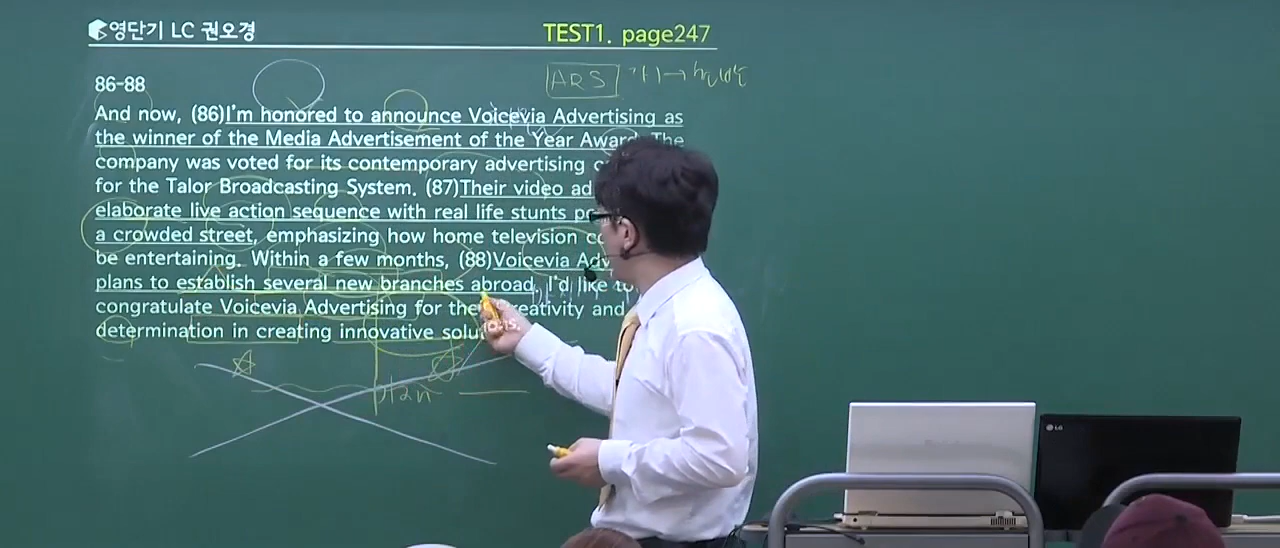 영단기 LC 권오경
TEST1. page247
ARS
86-88
And now, (86)I'm honored to announce Voicevia Advertising as
the winner of the Media Advertisement of the Year Award. The
company was voted for its contemporary advertising
for the Talor Broadcasting System. (87)Their video ad
elaborate live action sequence with real life stunts
a crowded street, emphasizing how home television
be entertaining. Within a few months, (88)Voicevia Adv
plans to establish several new branches abroad. I'd like to
congratulate Voicevia Advertising for their creativity and
determination in creating innovative solutions.
LG